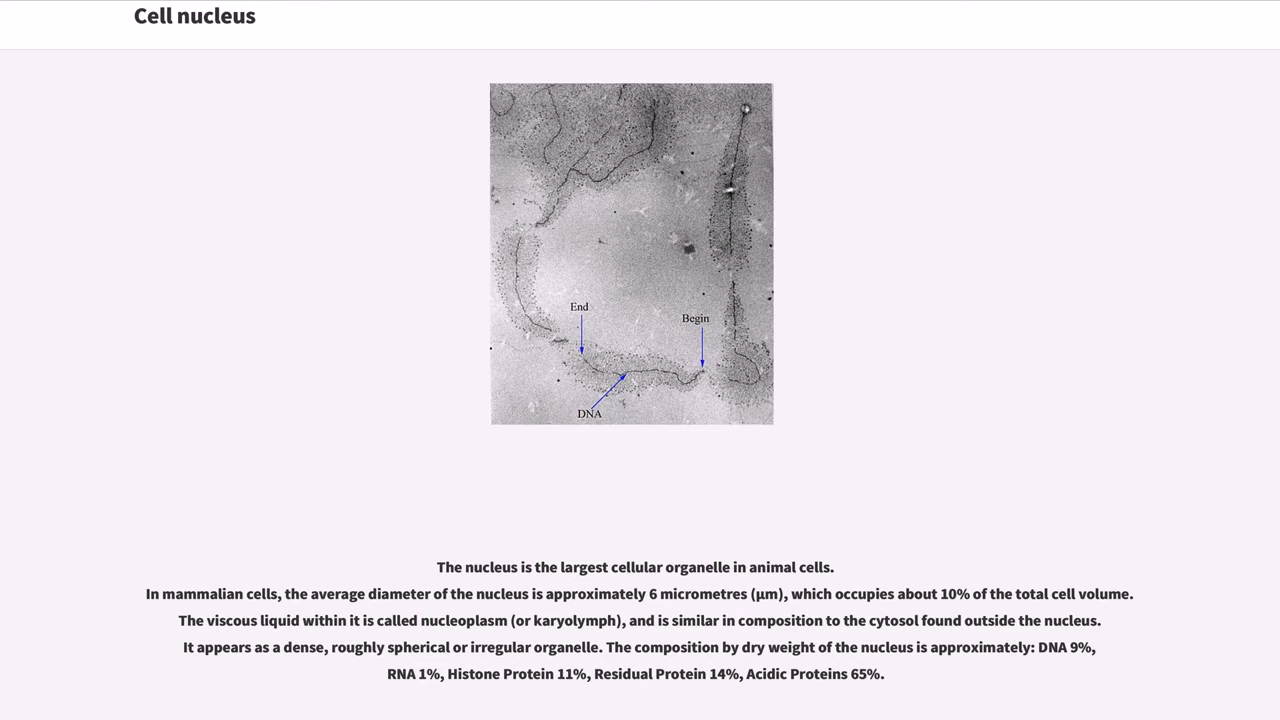 Cell nucleus
End
Begin
DNA
The nucleus is the largest cellular organelle in animal cells.
In mammalian cells, the average diameter of the nucleus is approximately 6 micrometres (μm), which occupies about 10% of the total cell volume.
The viscous liquid within it is called nucleoplasm (or karyolymph), and is similar in composition to the cytosol found outside the nucleus.
It appears as a dense, roughly spherical or irregular organelle. The composition by dry weight of the nucleus is approximately: DNA 9%,
RNA 1%, Histone Protein 11%, Residual Protein 14%, Acidic Proteins 65%.